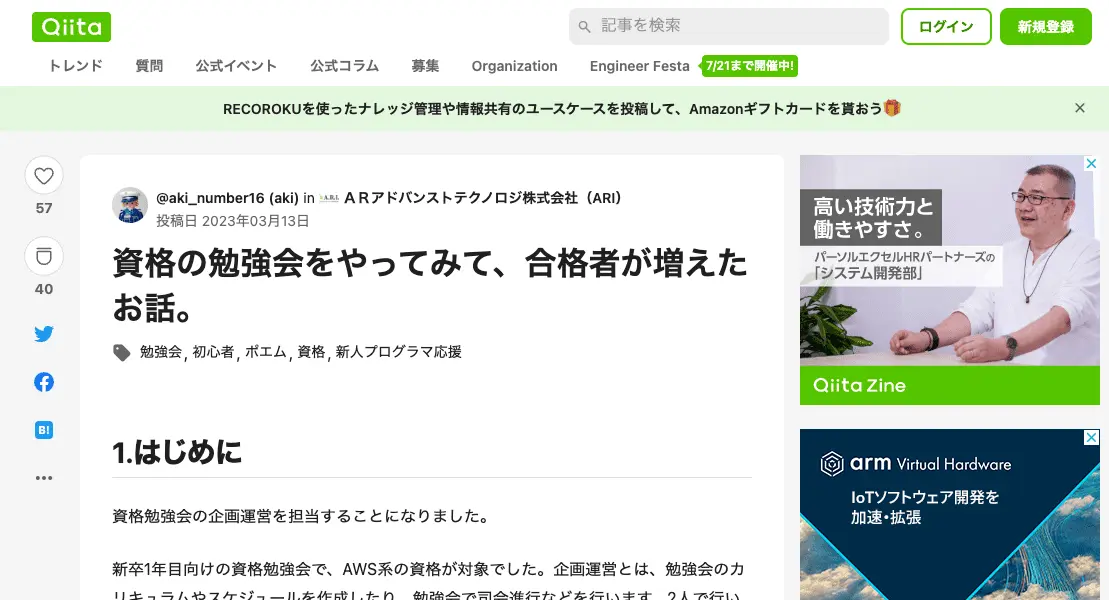 Qiita
記事を検索
ログイン
新規登録
トレンド 質問 公式イベント 公式コラム 募集 Organization Engineer Festa 7/21まで開催中!
RECOROKUを使ったナレッジ管理や情報共有のユースケースを投稿して、Amazonギフトカードを貰おう🎁
57
40
B!
@aki_number16 (aki) in ＡＲアドバンストテクノロジ株式会社（ARI）
投稿日 2023年03月13日
資格の勉強会をやってみて、合格者が増えた
お話。
勉強会, 初心者, ポエム, 資格, 新人プログラマ応援
1.はじめに
資格勉強会の企画運営を担当することになりました。
新卒1年目向けの資格勉強会で、AWS系の資格が対象でした。企画運営とは、勉強会のカ
リキュラムやスケジュールを作成したり、勉強会で司会進行などを行います。2人で行い
高い技術力と
働きやすさ。
パーソルエクセルHRパートナーズの
「システム開発部」
Qiita Zine
arm Virtual Hardware
IoTソフトウェア開発を
加速・拡張